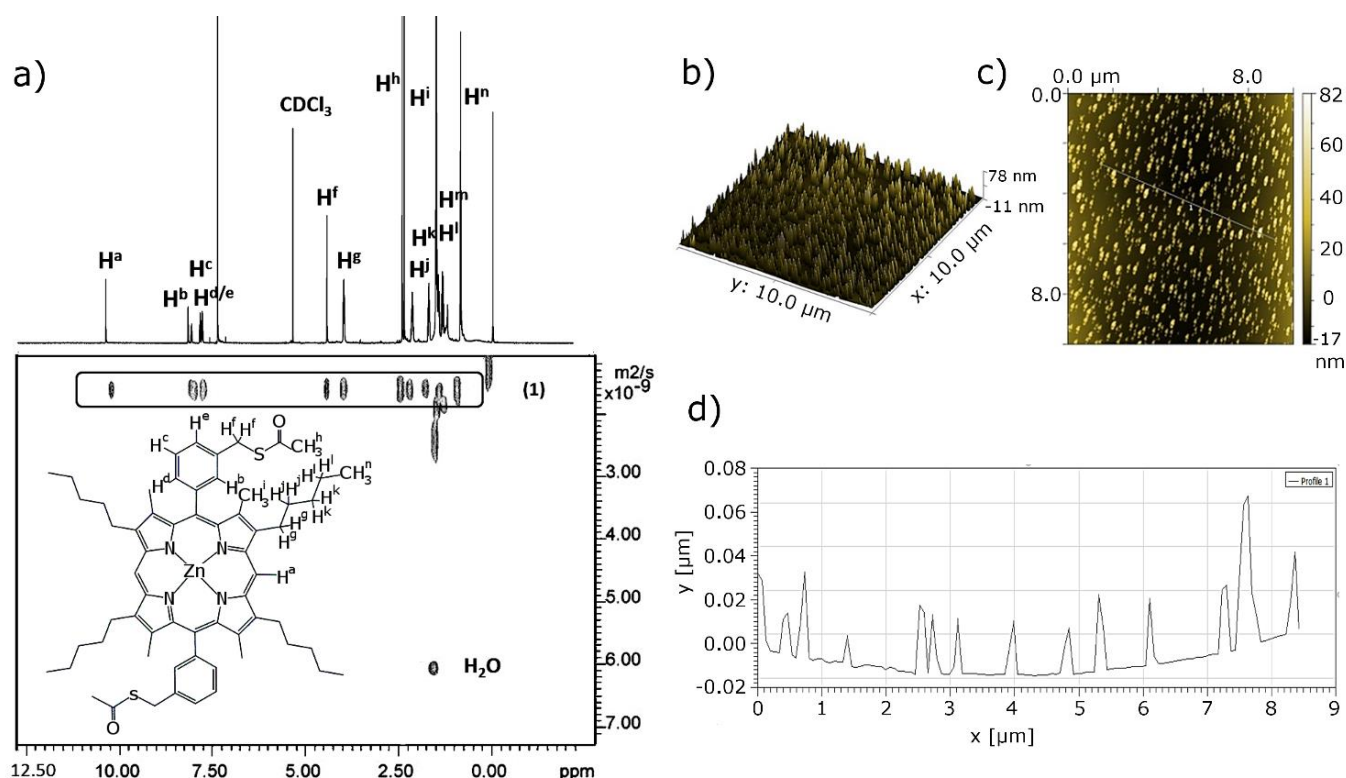 a)
CDCl3
Hh
Hi
Hn
Hf
Hm
Hk
Hl
Ha
Hc
Hg
Hj
Hb
Hd/e
(1)
m2/s
x10-9
3.00
4.00
5.00
6.00
7.00
He
Hf Hf
O
Hc
S
CH3h
Hd
Hb
Hl
Hl
CH3n
CH3i
Hj
Hj
Hk
Hk
Hg
Hg
N N
Zn
Ha
N N
S
O
H2O
12.50 10.00 7.50 5.00 2.50 0.00 ppm
b)
78 nm
-11 nm
y: 10.0 µm
x: 10.0 µm
c)
0.0 µm 8.0
0.0
8.0
82
60
40
20
0
-17
nm
d)
0.08
0.06
0.04
0.02
0.00
-0.02
y [µm]
Profile 1
0 1 2 3 4 5 6 7 8 9
x [µm]